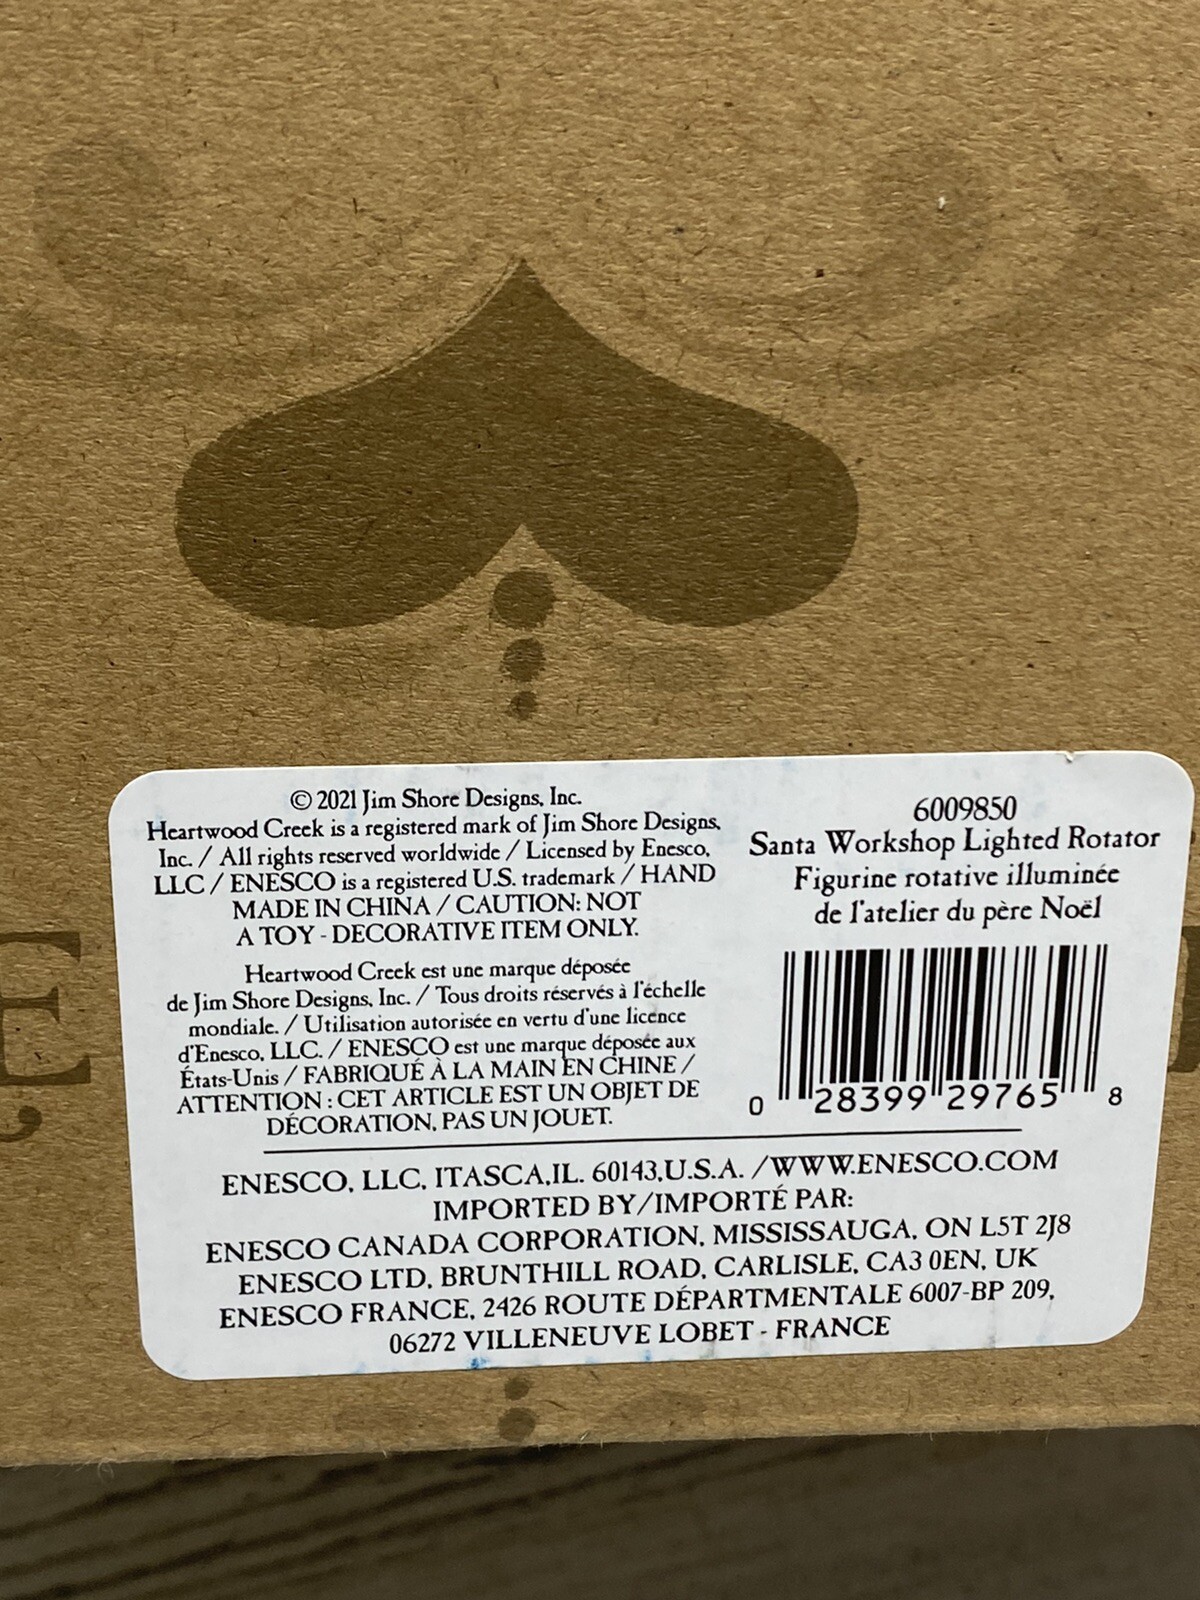 © 2021 Jim Shore Designs, Inc.
Heartwood Creek is a registered mark of Jim Shore Designs,
Inc. / All rights reserved worldwide / Licensed by Enesco,
LLC / ENESCO is a registered U.S. trademark / HAND
MADE IN CHINA / CAUTION: NOT
A TOY - DECORATIVE ITEM ONLY.
Heartwood Creek est une marque déposée
de Jim Shore Designs, Inc. / Tous droits réservés à l'échelle
mondiale. / Utilisation autorisée en vertu d'une licence
d'Enesco, LLC. / ENESCO est une marque déposée aux
États-Unis / FABRIQUÉ À LA MAIN EN CHINE /
ATTENTION : CET ARTICLE EST UN OBJET DE
DÉCORATION, PAS UN JOUET.
6009850
Santa Workshop Lighted Rotator
Figurine rotative illuminée
de l'atelier du père Noël
0 28399 29765 8
ENESCO, LLC, ITASCA,IL. 60143,U.S.A. /WWW.ENESCO.COM
IMPORTED BY/IMPORTÉ PAR:
ENESCO CANADA CORPORATION, MISSISSAUGA, ON L5T 2J8
ENESCO LTD, BRUNTHILL ROAD, CARLISLE, CA3 0EN, UK
ENESCO FRANCE, 2426 ROUTE DÉPARTMENTALE 6007-BP 209,
06272 VILLENEUVE LOBET - FRANCE
E